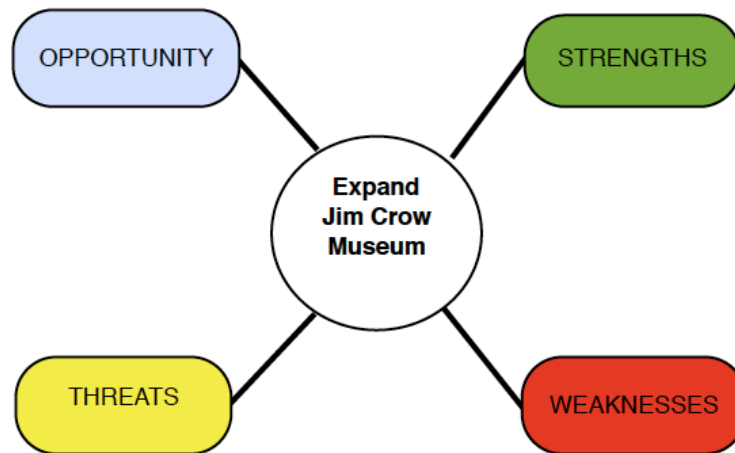 OPPORTUNITY
STRENGTHS
Expand
Jim Crow
Museum
THREATS
WEAKNESSES